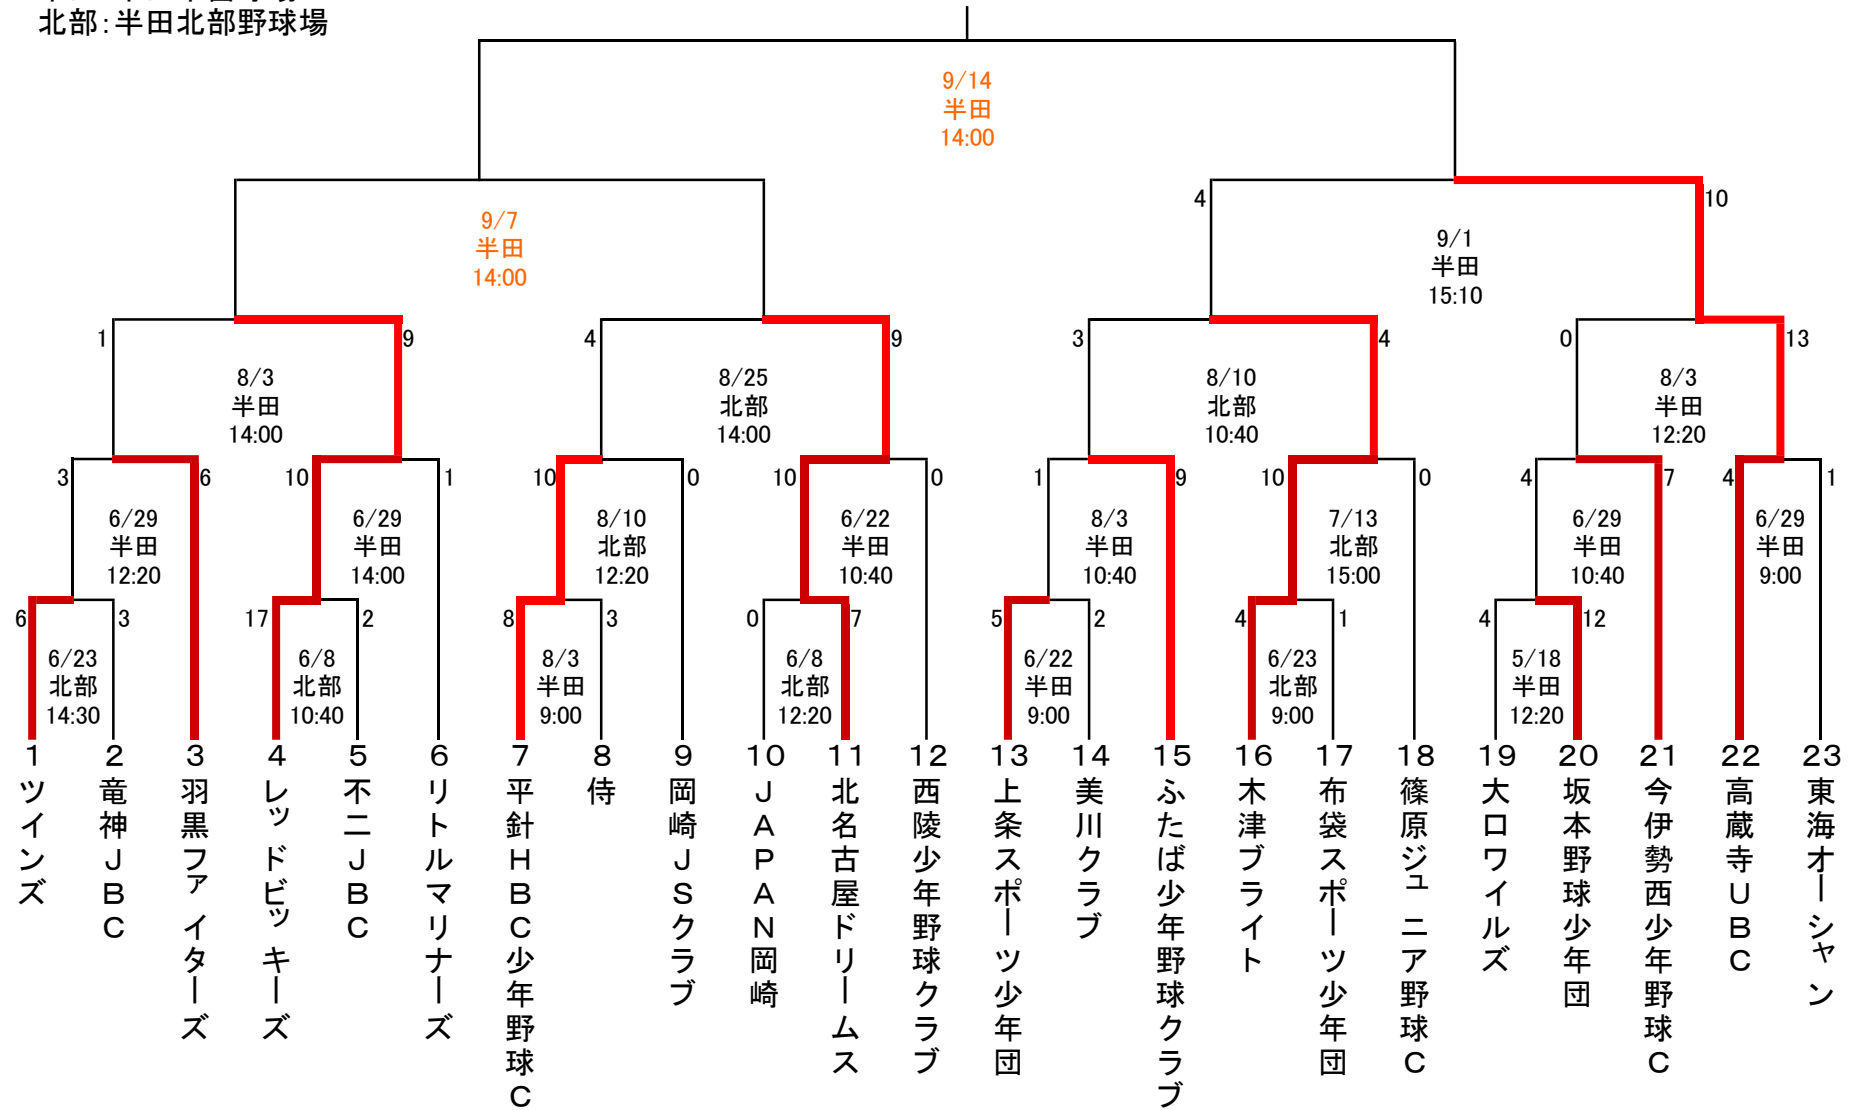 北部：半田北部野球場
9/14
半田
14:00
4
10
9/7
半田
14:00
9/1
半田
15:10
1
9
4
9
3
4
0
13
8/3
半田
14:00
8/25
北部
14:00
8/10
北部
10:40
8/3
半田
12:20
3
6
10
1
10
0
10
0
1
9
10
0
4
7
4
1
6/29
半田
12:20
6/29
半田
14:00
8/10
北部
12:20
6/22
半田
10:40
8/3
半田
10:40
7/13
北部
15:00
6/29
半田
10:40
6/29
半田
9:00
6
3
17
2
8
3
0
7
5
2
4
1
4
12
6/23
北部
14:30
6/8
北部
10:40
8/3
半田
9:00
6/8
北部
12:20
6/22
半田
9:00
6/23
北部
9:00
5/18
半田
12:20
1
ツインズ
2
竜神JBC
3
羽黒ファイターズ
4
レッドビッキーズ
5
不二JBC
6
リトルマリナーズ
7
平針HBC少年野球C
8
侍
9
岡崎JSクラブ
10
JAPAN岡崎
11
北名古屋ドリームス
12
西陵少年野球クラブ
13
上条スポーツ少年団
14
美川クラブ
15
ふたば少年野球クラブ
16
木津ブライト
17
布袋スポーツ少年団
18
篠原ジュニア野球C
19
大口ワイルズ
20
坂本野球少年団
21
今伊勢西少年野球C
22
高蔵寺UBC
23
東海オーシャン